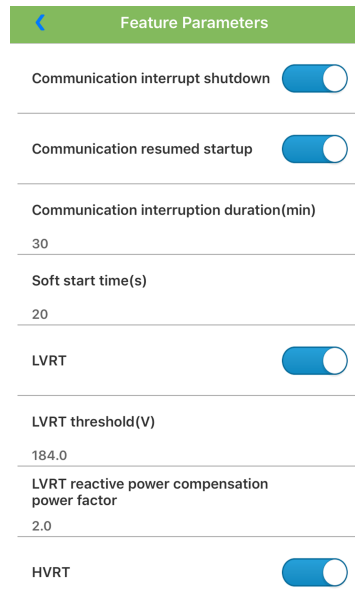 Feature Parameters
Communication interrupt shutdown
Communication resumed startup
Communication interruption duration(min)
30
Soft start time(s)
20
LVRT
LVRT threshold(V)
184.0
LVRT reactive power compensation
power factor
2.0
HVRT